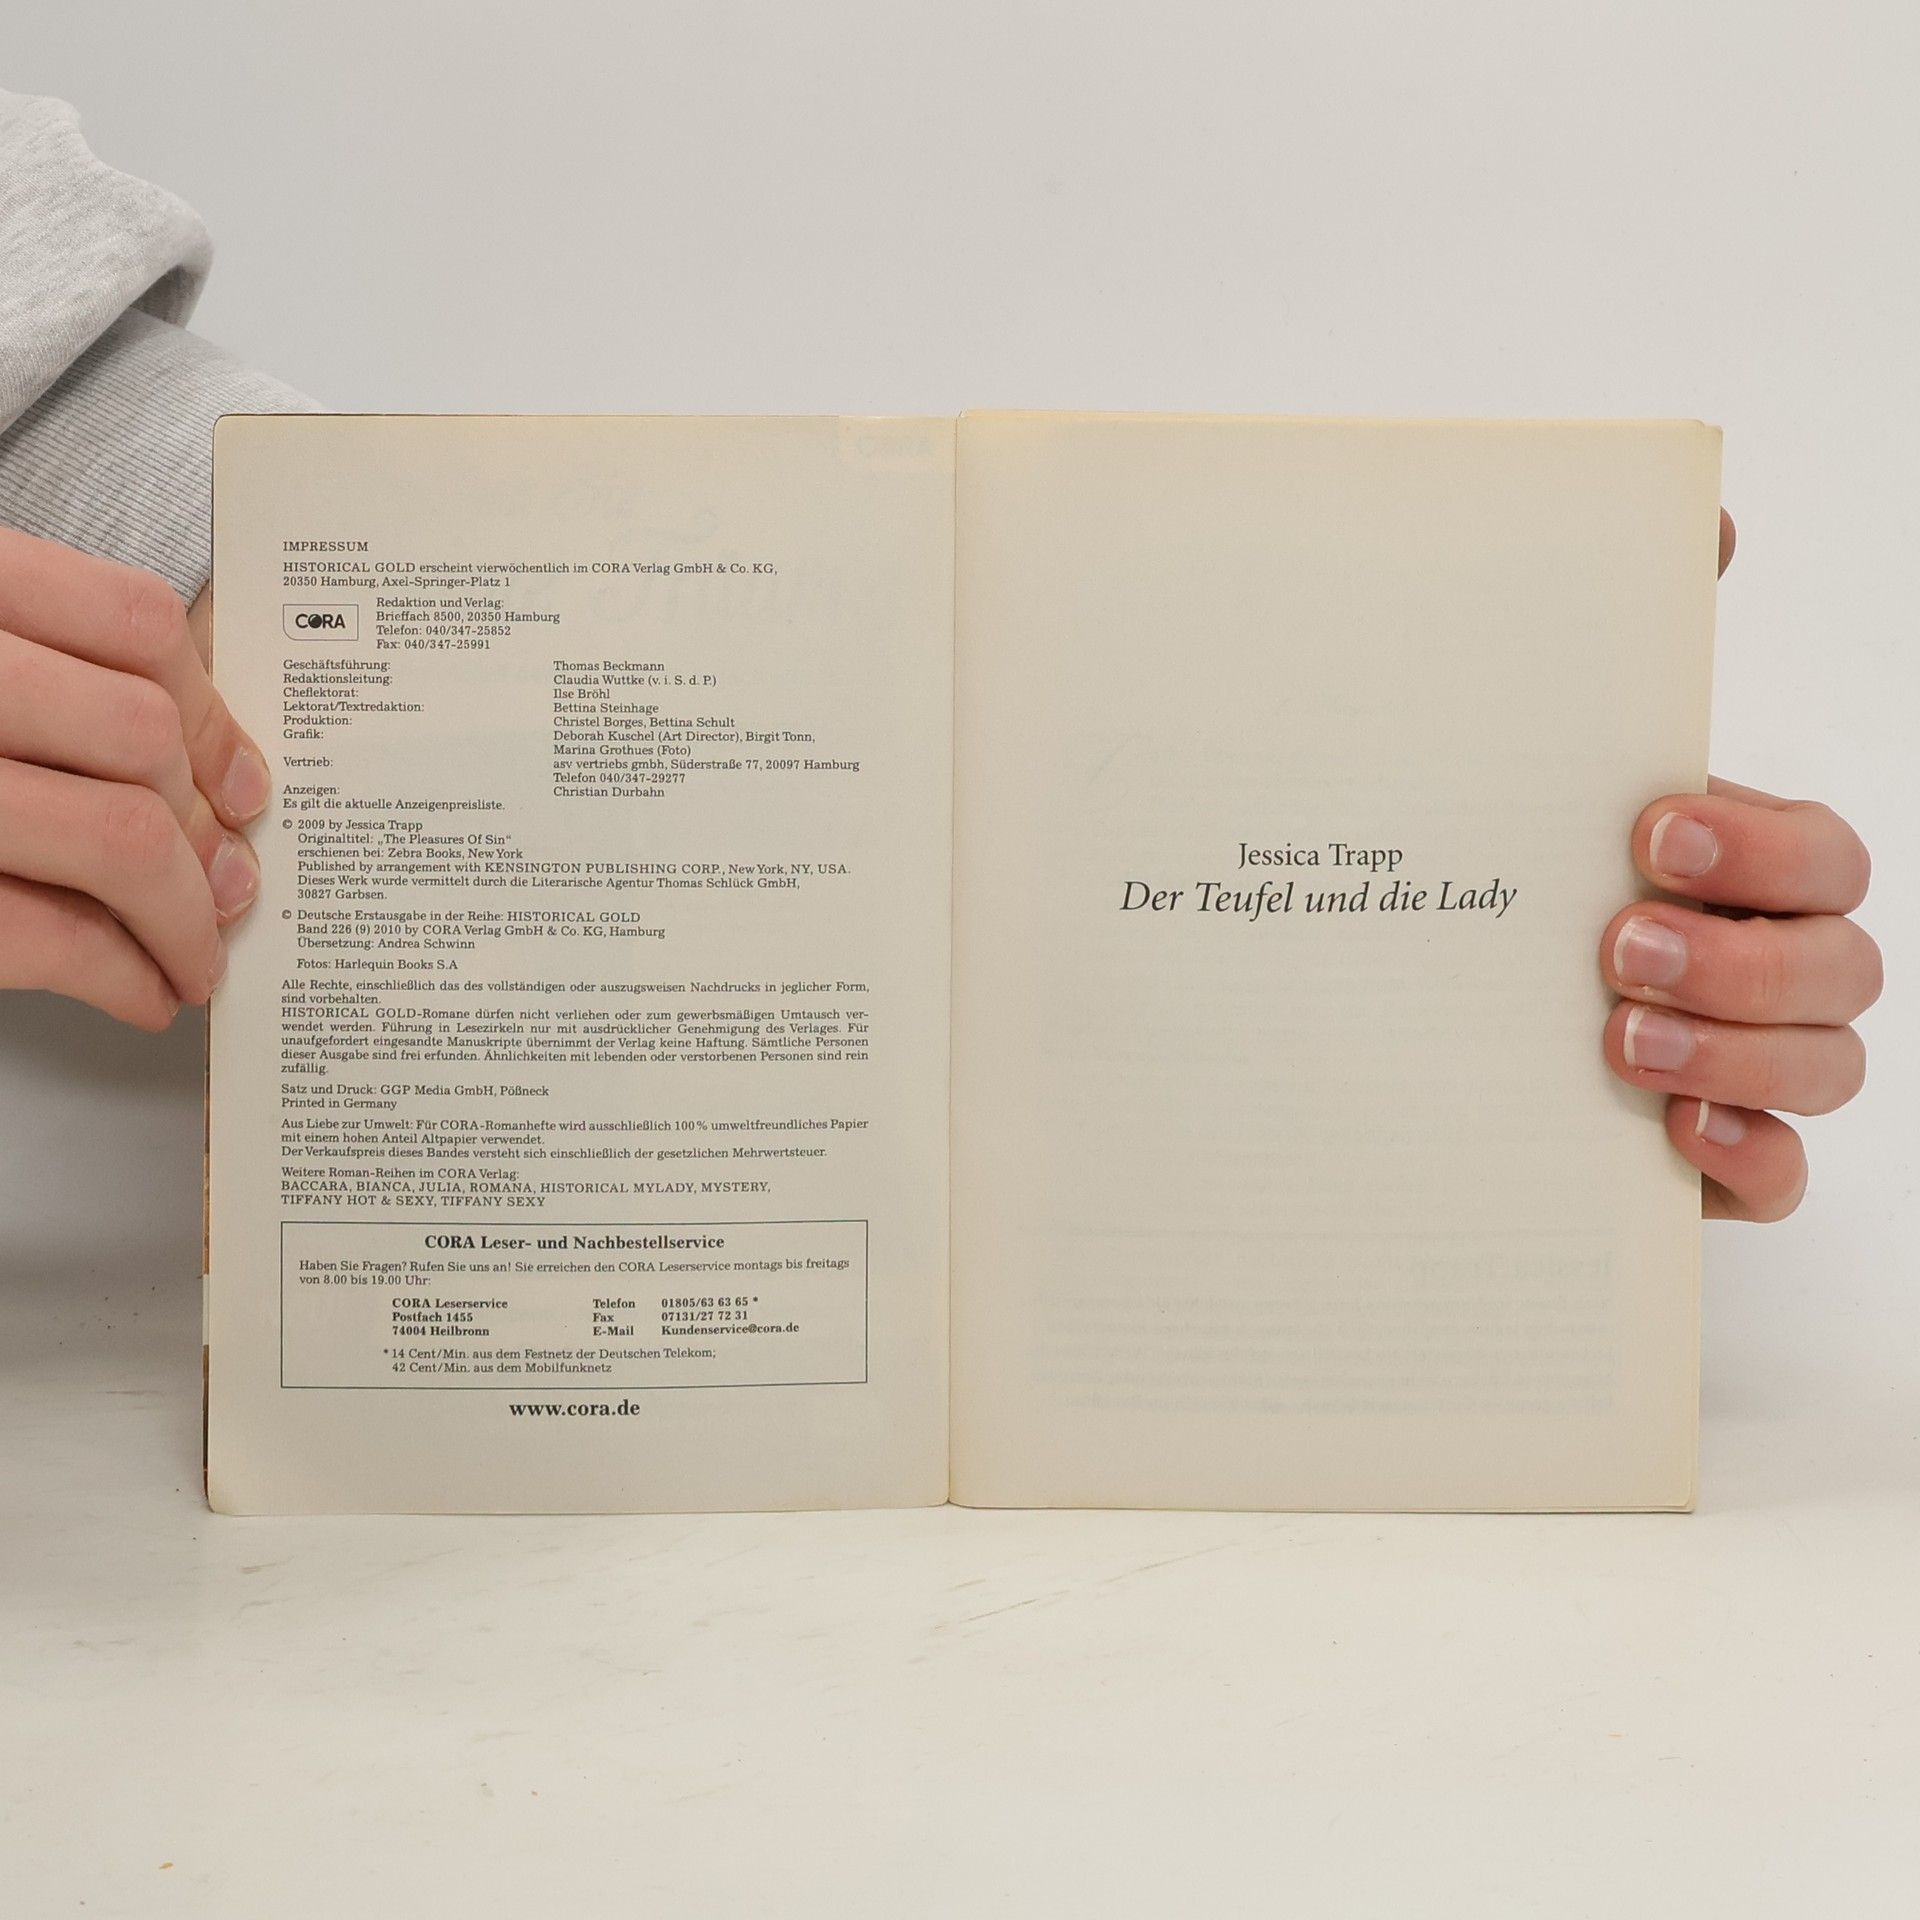 IMPRESSUM
HISTORICAL GOLD erscheint vierwöchentlich im CORA Verlag GmbH & Co. KG,
20350 Hamburg, Axel-Springer-Platz 1
CORA
Redaktion und Verlag:
Brieffach 8500, 20350 Hamburg
Telefon: 040/347-25852
Fax: 040/347-25991
Geschäftsführung: Thomas Beckmann
Redaktionsleitung: Claudia Wuttke (v. i. S. d. P.)
Cheflektorat: Ilse Bröhl
Lektorat/Textredaktion: Bettina Steinhage
Produktion: Christel Borges, Bettina Schult
Grafik: Deborah Kuschel (Art Director), Birgit Tonn,
Marina Grothues (Foto)
Vertrieb: asv vertriebs gmbh, Süderstraße 77, 20097 Hamburg
Telefon 040/347-29277
Anzeigen: Christian Durbahn
Es gilt die aktuelle Anzeigenpreisliste.
© 2009 by Jessica Trapp
Originaltitel: „The Pleasures Of Sin“
erschienen bei: Zebra Books, New York
Published by arrangement with KENSINGTON PUBLISHING CORP., New York, NY, USA.
Dieses Werk wurde vermittelt durch die Literarische Agentur Thomas Schlück GmbH,
30827 Garbsen.
© Deutsche Erstausgabe in der Reihe: HISTORICAL GOLD
Band 226 (9) 2010 by CORA Verlag GmbH & Co. KG, Hamburg
Übersetzung: Andrea Schwinn
Fotos: Harlequin Books S.A
Alle Rechte, einschließlich das des vollständigen oder auszugsweisen Nachdrucks in jeglicher Form,
sind vorbehalten.
HISTORICAL GOLD-Romane dürfen nicht verliehen oder zum gewerbsmäßigen Umtausch ver-
wendet werden. Führung in Lesezirkeln nur mit ausdrücklicher Genehmigung des Verlages. Für
unaufgefordert eingesandte Manuskripte übernimmt der Verlag keine Haftung. Sämtliche Personen
dieser Ausgabe sind frei erfunden. Ähnlichkeiten mit lebenden oder verstorbenen Personen sind rein
zufällig.
Satz und Druck: GGP Media GmbH, Pößneck
Printed in Germany
Aus Liebe zur Umwelt: Für CORA-Romanhefte wird ausschließlich 100% umweltfreundliches Papier
mit einem hohen Anteil Altpapier verwendet.
Der Verkaufspreis dieses Bandes versteht sich einschließlich der gesetzlichen Mehrwertsteuer.
Weitere Roman-Reihen im CORA Verlag:
BACCARA, BIANCA, JULIA, ROMANA, HISTORICAL MYLADY, MYSTERY,
TIFFANY HOT & SEXY, TIFFANY SEXY
CORA Leser- und Nachbestellservice
Haben Sie Fragen? Rufen Sie uns an! Sie erreichen den CORA Leserservice montags bis freitags
von 8.00 bis 19.00 Uhr:
CORA Leserservice Telefon 01805/63 63 65 *
Postfach 1455 Fax 07131/27 72 31
74004 Heilbronn E-Mail Kundenservice@cora.de
* 14 Cent/Min. aus dem Festnetz der Deutschen Telekom;
42 Cent/Min. aus dem Mobilfunknetz
www.cora.de
Jessica Trapp
Der Teufel und die Lady